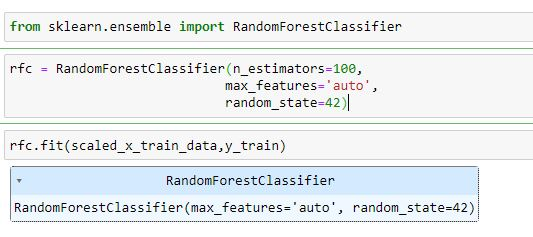 from sklearn.ensemble import RandomForestClassifier
rfc = RandomForestClassifier(n_estimators=100,
max_features='auto',
random_state=42)
rfc.fit(scaled_x_train_data,y_train)
RandomForestClassifier
RandomForestClassifier(max_features='auto', random_state=42)